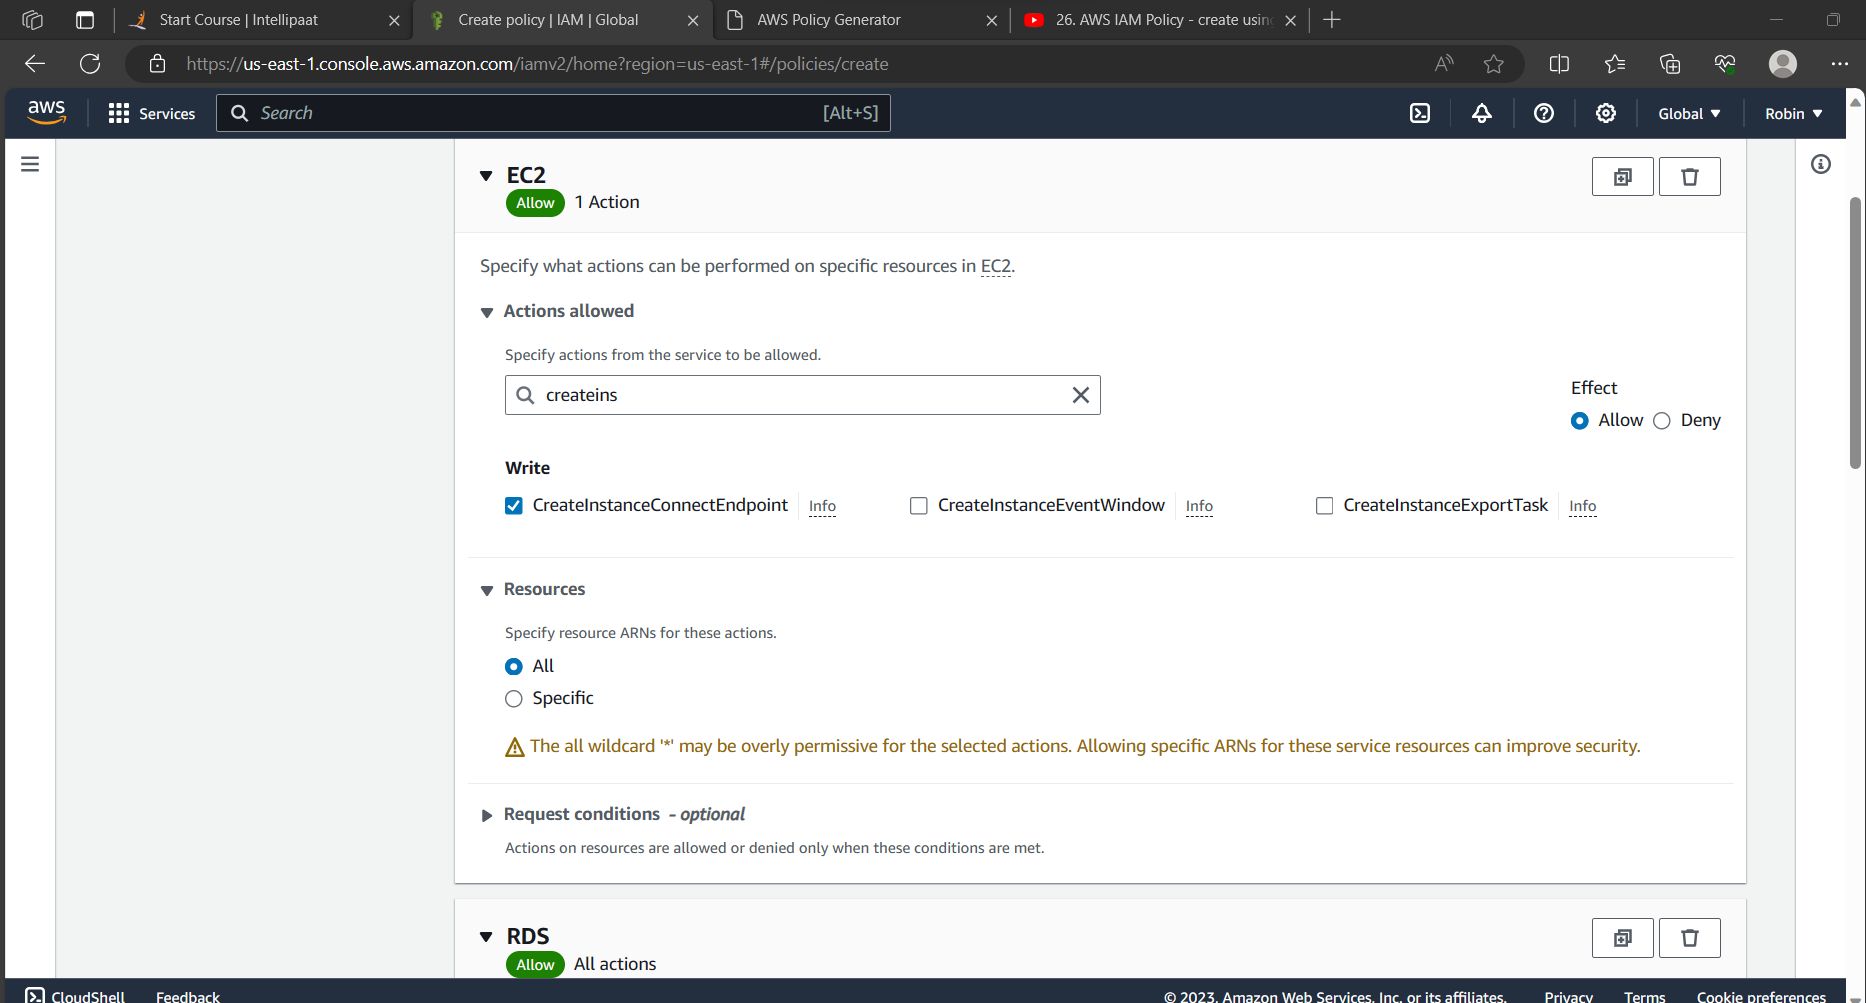 Start Course | Intellipaat
Create policy | IAM | Global
AWS Policy Generator
26. AWS IAM Policy - create using
https://us-east-1.console.aws.amazon.com/iamv2/home?region=us-east-1#/policies/create
aws
Services
Search
[Alt+S]
Global
Robin
EC2
Allow 1 Action
Specify what actions can be performed on specific resources in EC2.
Actions allowed
Specify actions from the service to be allowed.
createins
Effect
Allow
Deny
Write
CreateInstanceConnectEndpoint Info
CreateInstanceEventWindow Info
CreateInstanceExportTask Info
Resources
Specify resource ARNs for these actions.
All
Specific
The all wildcard '*' may be overly permissive for the selected actions. Allowing specific ARNs for these service resources can improve security.
Request conditions - optional
Actions on resources are allowed or denied only when these conditions are met.
RDS
Allow All actions
CloudShell
Feedback
© 2023, Amazon Web Services, Inc. or its affiliates.
Privacy
Terms
Cookie preferences